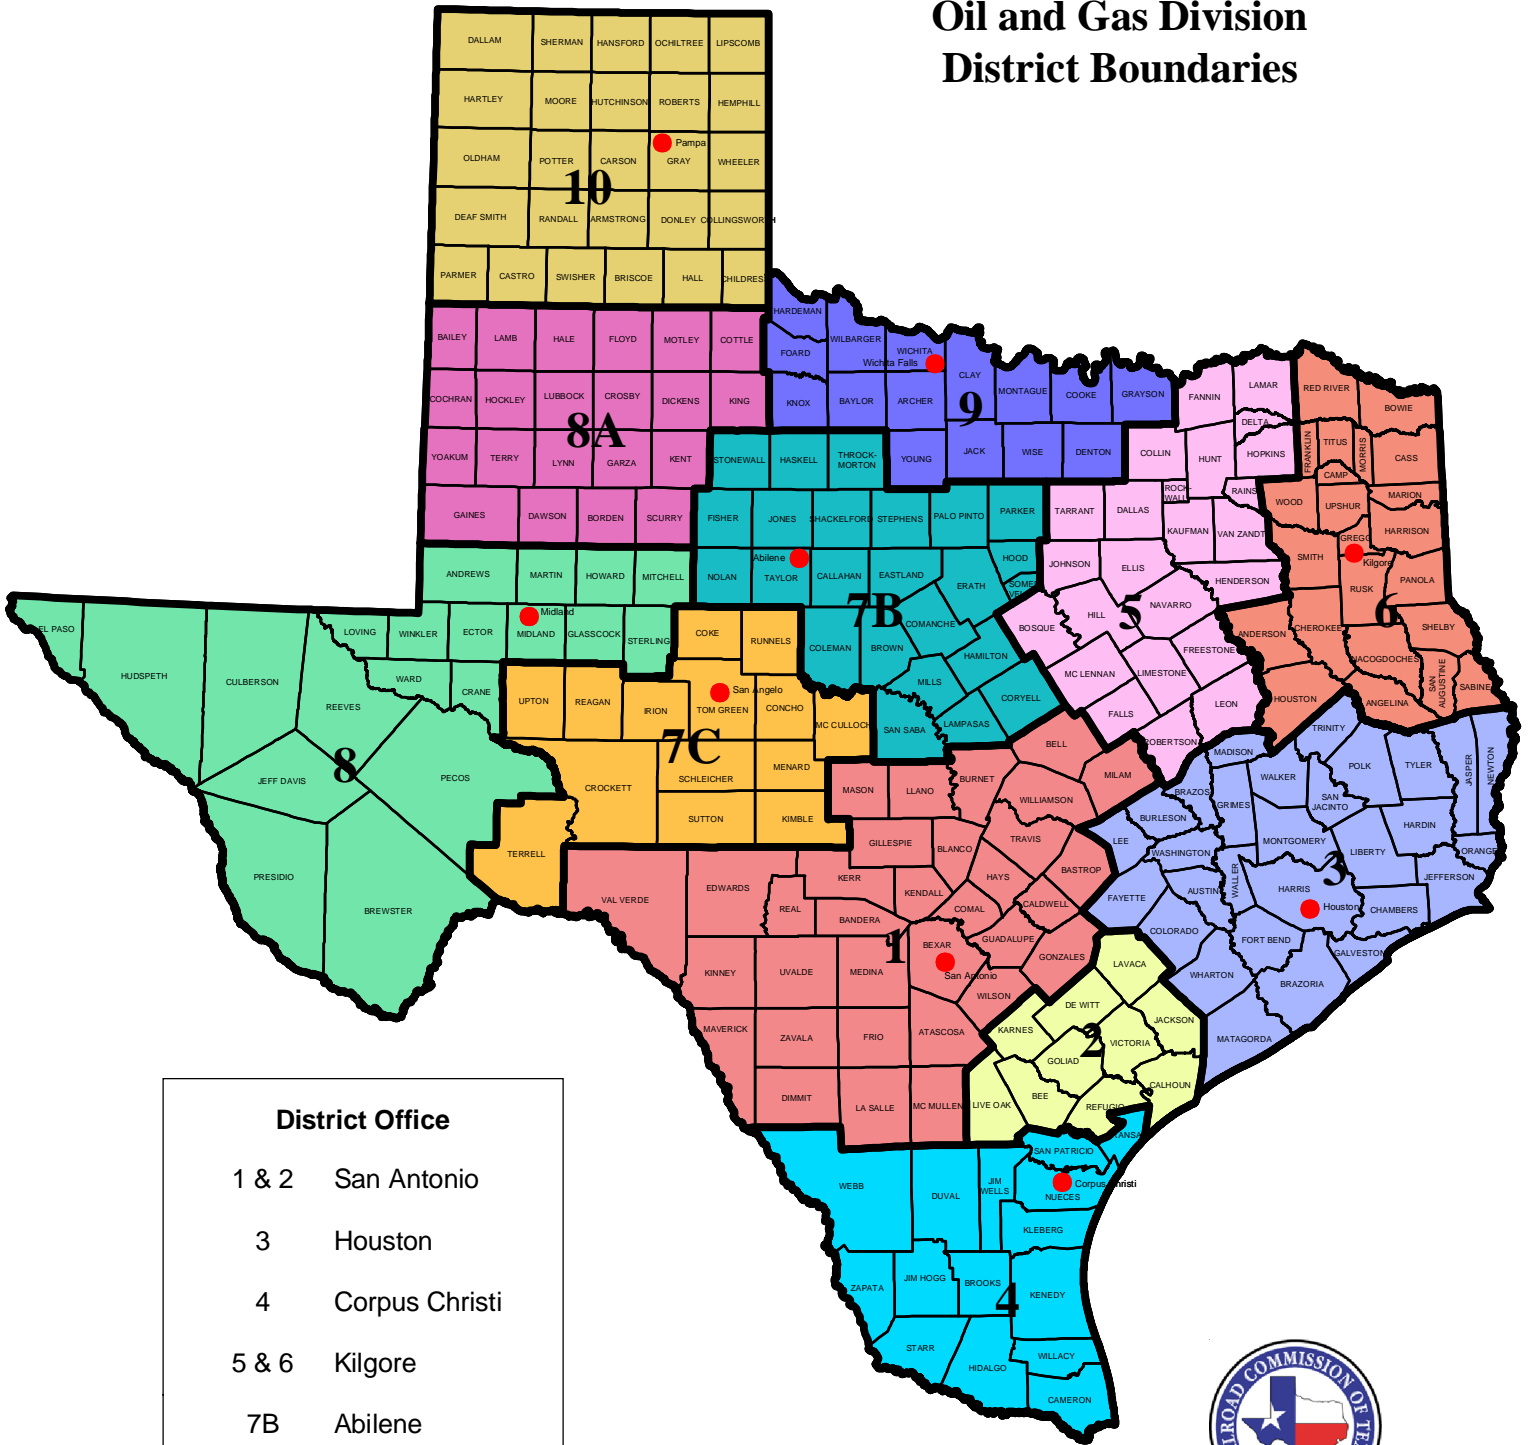 Oil and Gas Division
District Boundaries
DALLAM SHERMAN HANSFORD OCHILTREE LIPSCOMB
HARTLEY MOORE HUTCHINSON ROBERTS HEMPHILL
Pampa
OLDHAM POTTER CARSON GRAY WHEELER
10
DEAF SMITH RANDALL ARMSTRONG DONLEY COLLINGSWORTH
PARMER CASTRO SWISHER BRISCOE HALL CHILDRESS
HARDEMAN
BAILEY LAMB HALE FLOYD MOTLEY COTTLE
FOARD WILBARGER WICHITA
Wichita Falls
CLAY
COCHRAN HOCKLEY LUBBOCK CROSBY DICKENS KING
KNOX BAYLOR ARCHER MONTAGUE COOKE GRAYSON
9
FANNIN LAMAR RED RIVER BOWIE
8A
YOAKUM TERRY LYNN GARZA KENT
STONEWALL HASKELL THROCK-
MORTON
YOUNG JACK WISE DENTON
COLLIN HUNT DELTA
HOPKINS
FRANKLIN TITUS MORRIS CASS
CAMP
GAINES DAWSON BORDEN SCURRY
FISHER JONES SHACKELFORD STEPHENS PALO PINTO PARKER
TARRANT DALLAS ROCK-
WALL
RAINS
KAUFMAN VAN ZANDT
WOOD UPSHUR MARION
HARRISON
GREGG
Kilgore
ANDREWS MARTIN HOWARD MITCHELL
Abilene
NOLAN TAYLOR CALLAHAN EASTLAND ERATH HOOD
JOHNSON ELLIS HENDERSON
SMITH RUSK PANOLA
7B
5
6
EL PASO HUDSPETH CULBERSON
LOVING WINKLER ECTOR
Midland
MIDLAND GLASSCOCK STERLING
COKE RUNNELS
COLEMAN BROWN COMANCHE HAMILTON
BOSQUE HILL NAVARRO FREESTONE
ANDERSON CHEROKEE SHELBY
NACOGDOCHES
WARD CRANE
REEVES
UPTON REAGAN IRION
San Angelo
TOM GREEN CONCHO MC CULLOCH
MILLS CORYELL
MC LENNAN LIMESTONE LEON
HOUSTON ANGELINA SAN
AUGUSTINE
SABINE
SAN SABA LAMPASAS
FALLS ROBERTSON
TRINITY
8
7C
JEFF DAVIS PECOS
CROCKETT SCHLEICHER MENARD
BELL MILAM
MADISON WALKER POLK TYLER JASPER NEWTON
MASON LLANO BURNET WILLIAMSON
BRAZOS GRIMES SAN
JACINTO
SUTTON KIMBLE
BURLESON HARDIN
TERRELL
GILLESPIE BLANCO TRAVIS LEE
WASHINGTON MONTGOMERY LIBERTY ORANGE
3
PRESIDIO BREWSTER
VAL VERDE EDWARDS KERR KENDALL HAYS BASTROP
FAYETTE AUSTIN WALLER HARRIS
Houston
JEFFERSON
CHAMBERS
REAL BANDERA COMAL CALDWELL
COLORADO FORT BEND GALVESTON
1
BEXAR
San Antonio
GUADALUPE GONZALES
LAVACA
WHARTON BRAZORIA
KINNEY UVALDE MEDINA WILSON
DE WITT
MAVERICK ZAVALA FRIO ATASCOSA
KARNES JACKSON
2
VICTORIA MATAGORDA
GOLIAD
DIMMIT LA SALLE MC MULLEN
LIVE OAK BEE REFUGIO CALHOUN
SAN PATRICIO
WEBB DUVAL JIM
WELLS
Corpus Christi
NUECES
KLEBERG
ZAPATA JIM HOGG BROOKS KENEDY
4
STARR HIDALGO WILLACY
CAMERON
District Office
1 & 2 San Antonio
3 Houston
4 Corpus Christi
5 & 6 Kilgore
7B Abilene